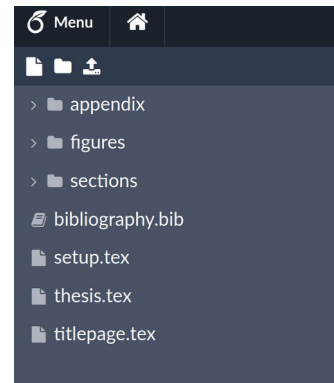 Menu
appendix
figures
sections
bibliography.bib
setup.tex
thesis.tex
titlepage.tex